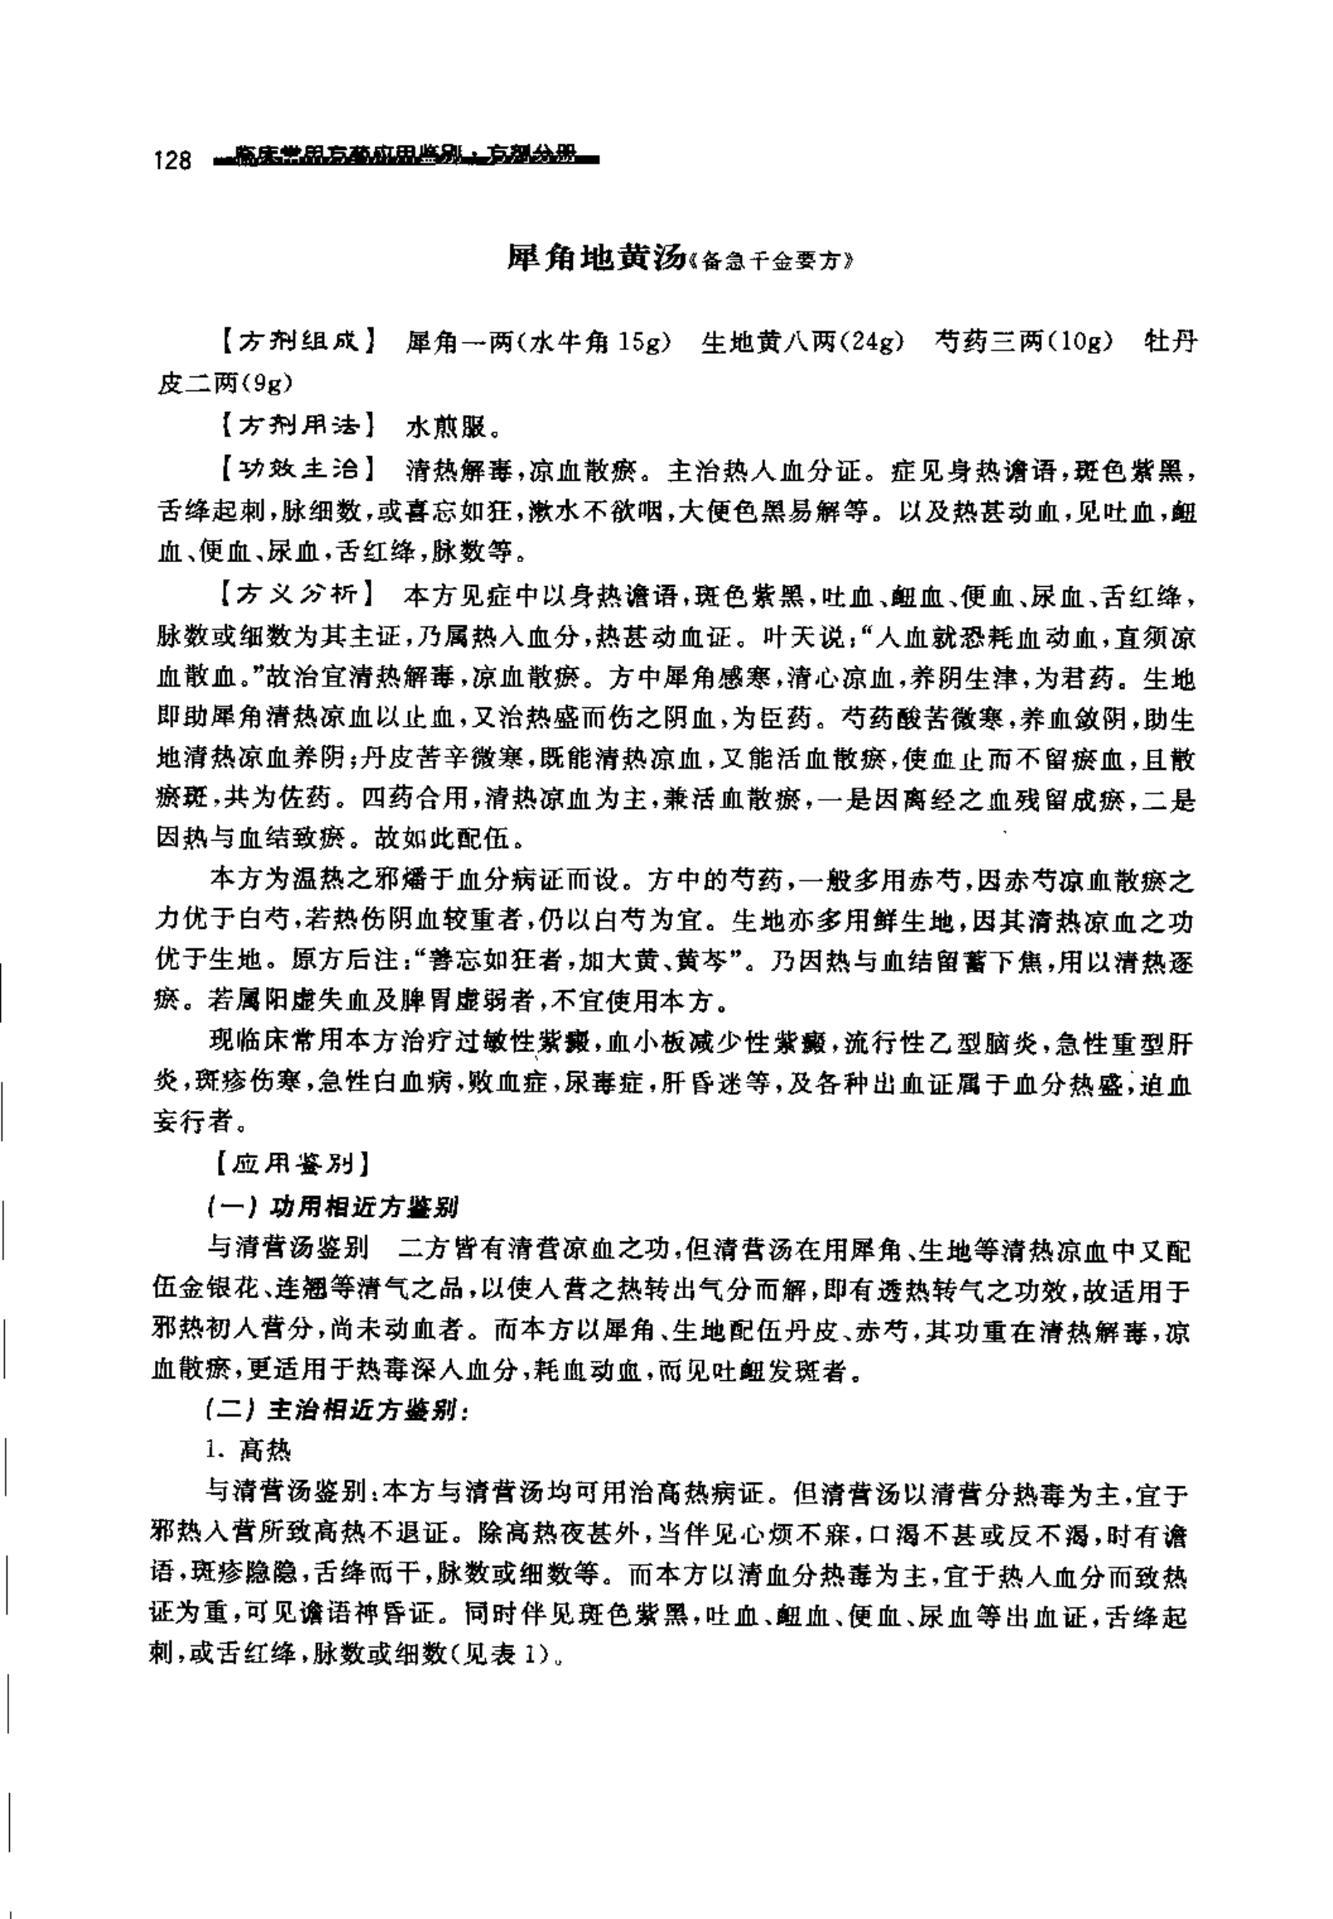 128 临床常用方药应用鉴别·方剂分册
犀角地黄汤《备急千金要方》
【方剂组成】 犀角一两(水牛角15g) 生地黄八两(24g) 芍药三两(10g) 牡丹
皮二两(9g)
【方剂用法】 水煎服。
【功效主治】 清热解毒,凉血散瘀。主治热人血分证。症见身热谵语,斑色紫黑,
舌绛起刺,脉细数,或喜忘如狂,漱水不欲咽,大便色黑易解等。以及热甚动血,见吐血,衄
血、便血、尿血,舌红绛,脉数等。
【方义分析】 本方见症中以身热谵语,斑色紫黑,吐血、衄血、便血、尿血、舌红绛,
脉数或细数为其主证,乃属热入血分,热甚动血证。叶天说:“人血就恐耗血动血,直须凉
血散血。”故治宜清热解毒,凉血散瘀。方中犀角感寒,清心凉血,养阴生津,为君药。生地
即助犀角清热凉血以止血,又治热盛而伤之阴血,为臣药。芍药酸苦微寒,养血敛阴,助生
地清热凉血养阴;丹皮苦辛微寒,既能清热凉血,又能活血散瘀,使血止而不留瘀血,且散
瘀斑,共为佐药。四药合用,清热凉血为主,兼活血散瘀,一是因离经之血残留成瘀,二是
因热与血结致瘀。故如此配伍。
本方为温热之邪燔于血分病证而设。方中的芍药,一般多用赤芍,因赤芍凉血散瘀之
力优于白芍,若热伤阴血较重者,仍以白芍为宜。生地亦多用鲜生地,因其清热凉血之功
优于生地。原方后注:“善忘如狂者,加大黄、黄芩”。乃因热与血结留蓄下焦,用以清热逐
瘀。若属阳虚失血及脾胃虚弱者,不宜使用本方。
现临床常用本方治疗过敏性紫癜,血小板减少性紫癜,流行性乙型脑炎,急性重型肝
炎,斑疹伤寒,急性白血病,败血症,尿毒症,肝昏迷等,及各种出血证属于血分热盛,迫血
妄行者。
【应用鉴别】
(一) 功用相近方鉴别
与清营汤鉴别 二方皆有清营凉血之功,但清营汤在用犀角、生地等清热凉血中又配
伍金银花、连翘等清气之品,以使人营之热转出气分而解,即有透热转气之功效,故适用于
邪热初人营分,尚未动血者。而本方以犀角、生地配伍丹皮、赤芍,其功重在清热解毒,凉
血散瘀,更适用于热毒深人血分,耗血动血,而见吐衄发斑者。
(二) 主治相近方鉴别:
1. 高热
与清营汤鉴别:本方与清营汤均可用治高热病证。但清营汤以清营分热毒为主,宜于
邪热入营所致高热不退证。除高热夜甚外,当伴见心烦不寐,口渴不甚或反不渴,时有谵
语,斑疹隐隐,舌绛而干,脉数或细数等。而本方以清血分热毒为主,宜于热人血分而致热
证为重,可见谵语神昏证。同时伴见斑色紫黑,吐血、衄血、便血、尿血等出血证,舌绛起
刺,或舌红绛,脉数或细数(见表1)。